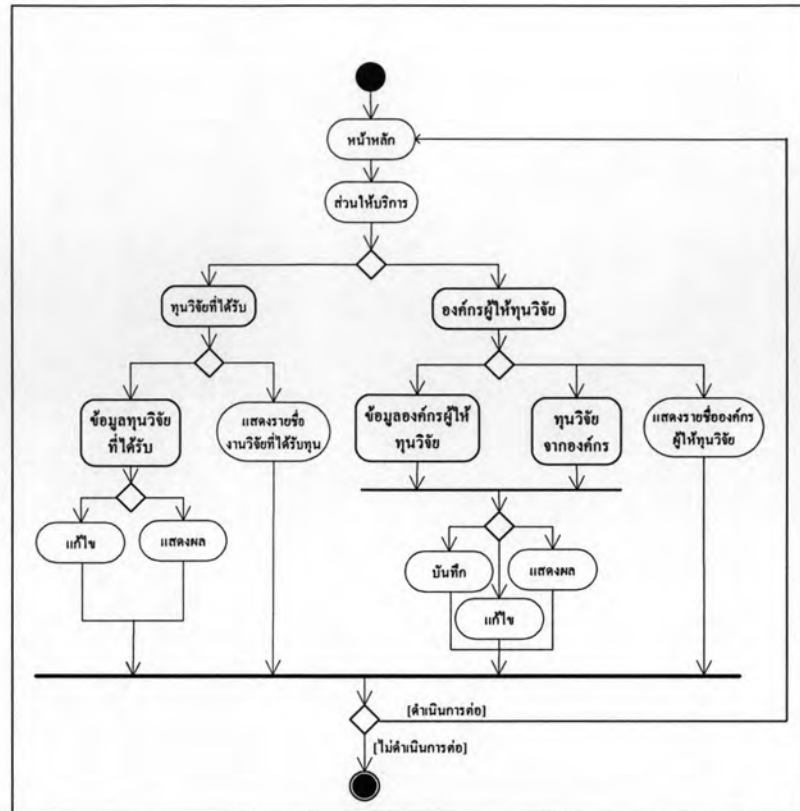 หน้าหลัก
ส่วนให้บริการ
ทุนวิจัยที่ได้รับ
องค์กรผู้ให้ทุนวิจัย
ข้อมูลทุนวิจัย
ที่ได้รับ
แสดงรายชื่อ
งานวิจัยที่ได้รับทุน
ข้อมูลองค์กรผู้ให้
ทุนวิจัย
ทุนวิจัย
จากองค์กร
แสดงรายชื่อองค์กร
ผู้ให้ทุนวิจัย
แก้ไข
แสดงผล
บันทึก
แสดงผล
แก้ไข
[ดำเนินการต่อ]
[ไม่ดำเนินการต่อ]